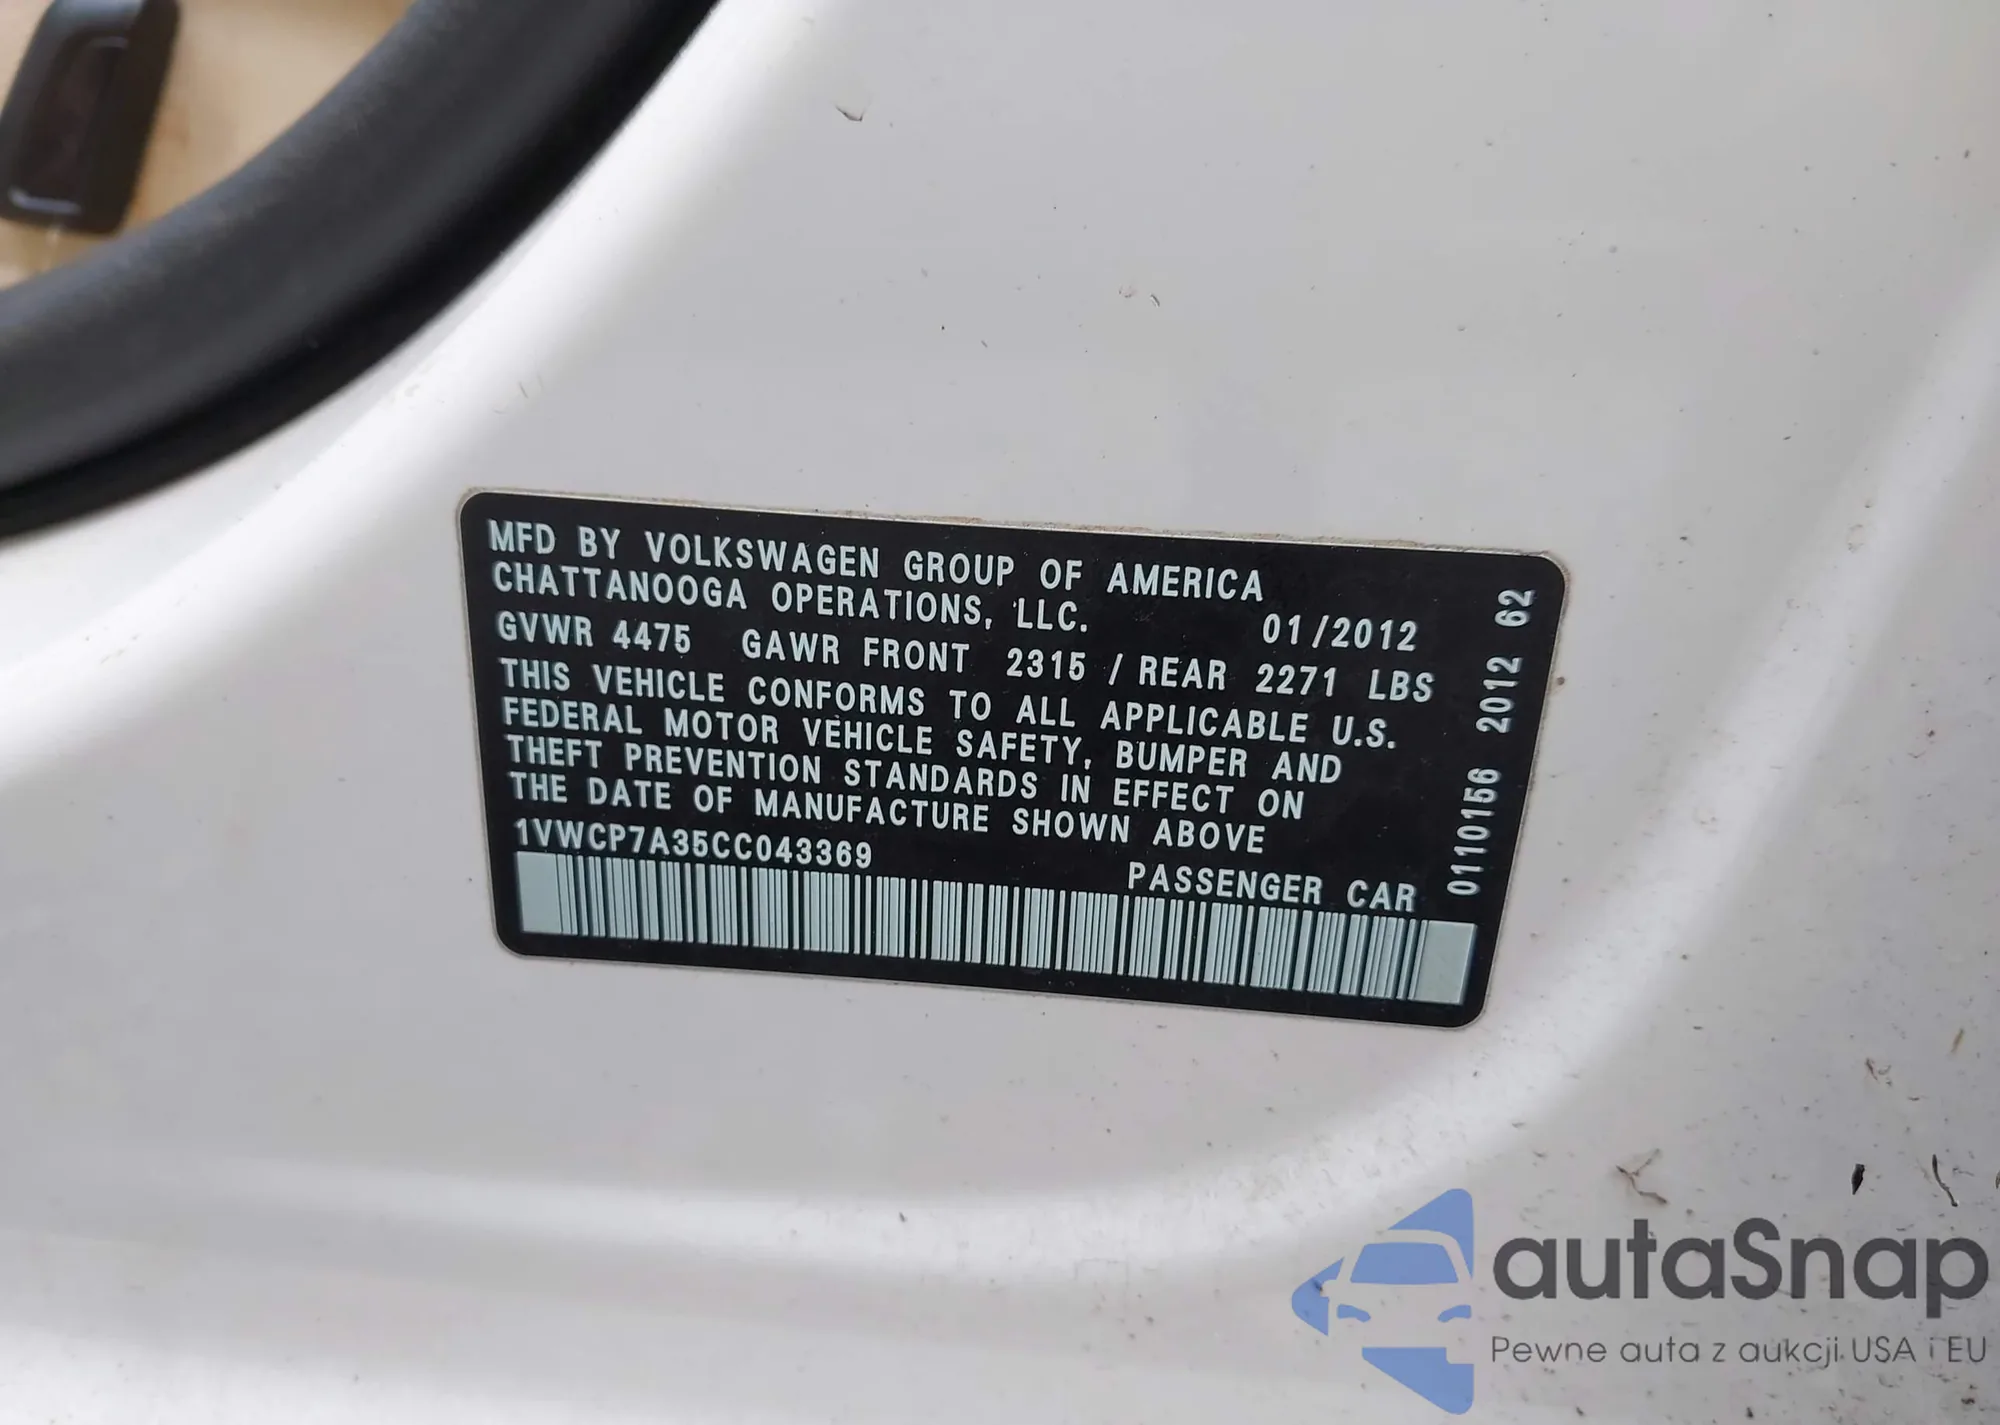 MFD BY VOLKSWAGEN GROUP OF AMERICA
CHATTANOOGA OPERATIONS, LLC. 01/2012
GVWR 4475 GAWR FRONT 2315 / REAR 2271 LBS
THIS VEHICLE CONFORMS TO ALL APPLICABLE U.S.
FEDERAL MOTOR VEHICLE SAFETY, BUMPER AND
THEFT PREVENTION STANDARDS IN EFFECT ON
THE DATE OF MANUFACTURE SHOWN ABOVE
1VWCP7A35CC043369
PASSENGER CAR
0110156 2012 62
autaSnap
Pewne auta z aukcji USA i EU